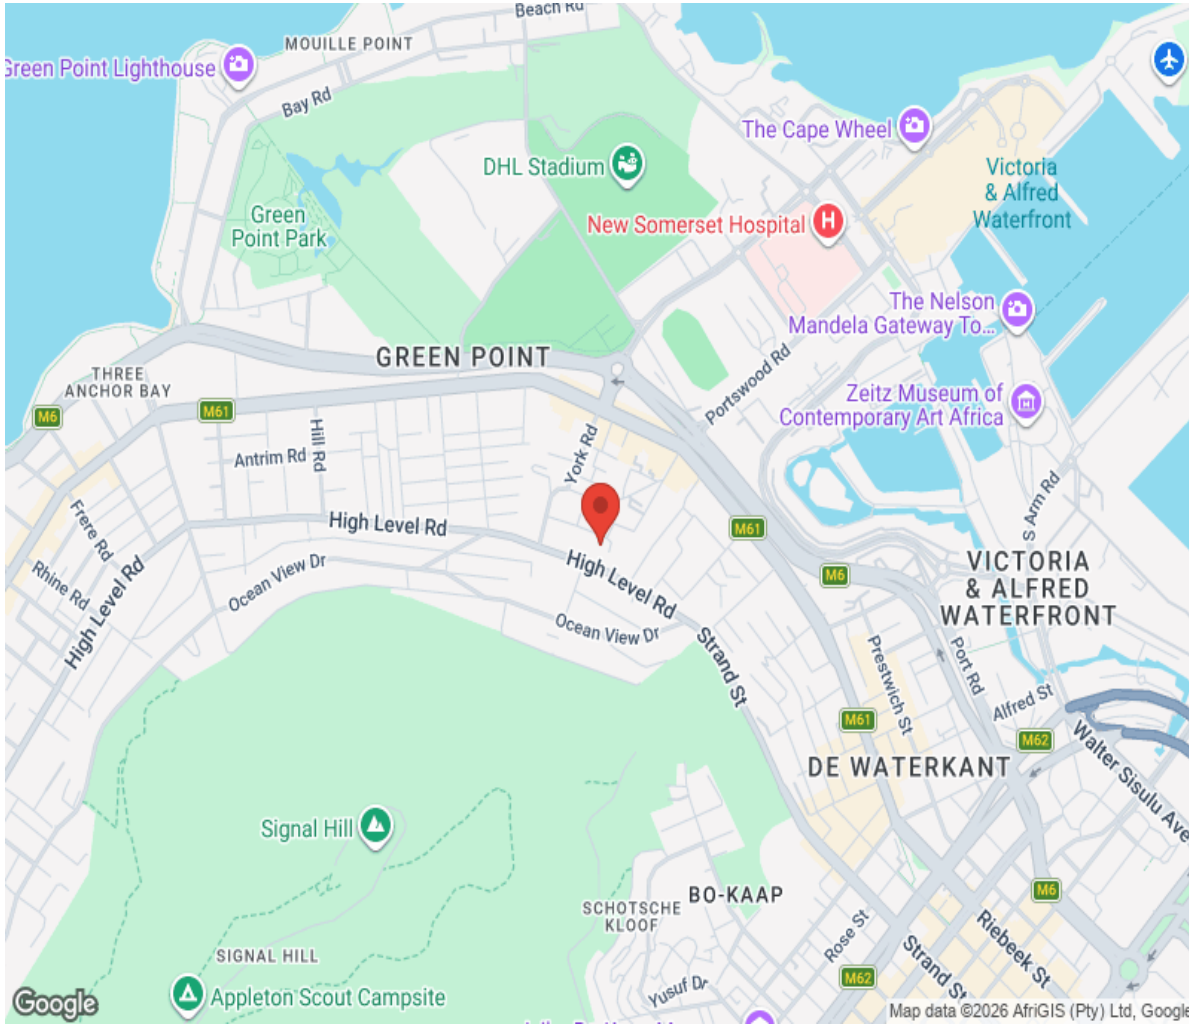 Beach Rd
MOUILLE POINT
Green Point Lighthouse
Bay Rd
The Cape Wheel
DHL Stadium
Victoria
& Alfred
Waterfront
Green
Point Park
New Somerset Hospital
H
The Nelson
Mandela Gateway To...
GREEN POINT
THREE
ANCHOR BAY
Portswood Rd
Zeitz Museum of
Contemporary Art Africa
M6
M61
Hill Rd
Antrim Rd
York Rd
S Arm Rd
Frere Rd
High Level Rd
M61
High Level Rd
Rhine Rd
High Level Rd
Ocean View Dr
M6
VICTORIA
& ALFRED
WATERFRONT
Ocean View Dr
Strand St
Prestwich St
Port Rd
Alfred St
M61
M62
Walter Sisulu Ave
DE WATERKANT
Signal Hill
BO-KAAP
M6
SCHOTSCHE
KLOOF
Rose St
Riebeek St
SIGNAL HILL
Strand St
M62
Yusuf Dr
Appleton Scout Campsite
Google
Map data ©2026 AfriGIS (Pty) Ltd, Google